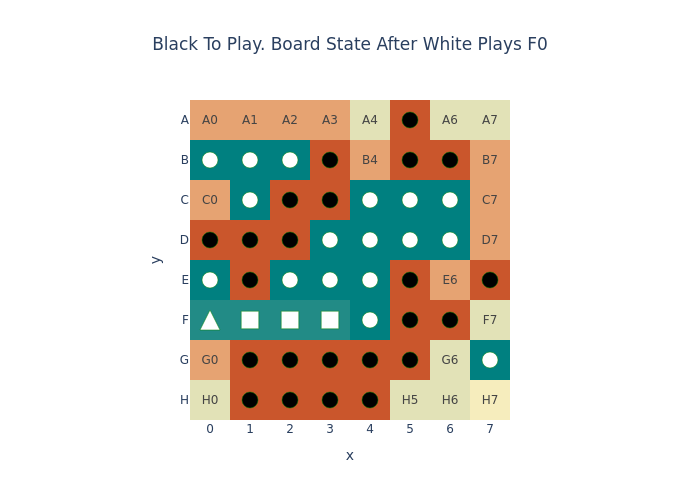 Black To Play. Board State After White Plays F0
A A0 A1 A2 A3 A4 A6 A7
B B4 B7
C C0 C7
D D7
E E6
F F7
G G0 G6
H H0 H5 H6 H7
0 1 2 3 4 5 6 7
x
y